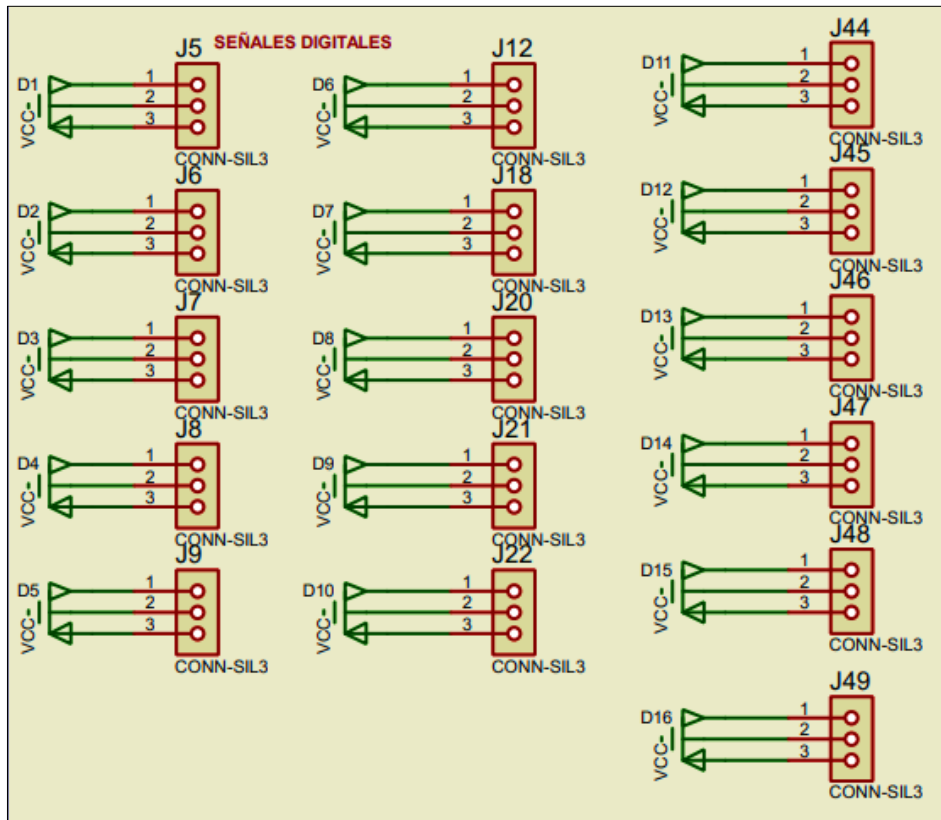 SEÑALES DIGITALES
J5
D1
1
2
3
VCC
CONN-SIL3
J6
D2
1
2
3
VCC
CONN-SIL3
J7
D3
1
2
3
VCC
CONN-SIL3
J8
D4
1
2
3
VCC
CONN-SIL3
J9
D5
1
2
3
VCC
CONN-SIL3
J12
D6
1
2
3
VCC
CONN-SIL3
J18
D7
1
2
3
VCC
CONN-SIL3
J20
D8
1
2
3
VCC
CONN-SIL3
J21
D9
1
2
3
VCC
CONN-SIL3
J22
D10
1
2
3
VCC
CONN-SIL3
J44
D11
1
2
3
VCC
CONN-SIL3
J45
D12
1
2
3
VCC
CONN-SIL3
J46
D13
1
2
3
VCC
CONN-SIL3
J47
D14
1
2
3
VCC
CONN-SIL3
J48
D15
1
2
3
VCC
CONN-SIL3
J49
D16
1
2
3
VCC
CONN-SIL3